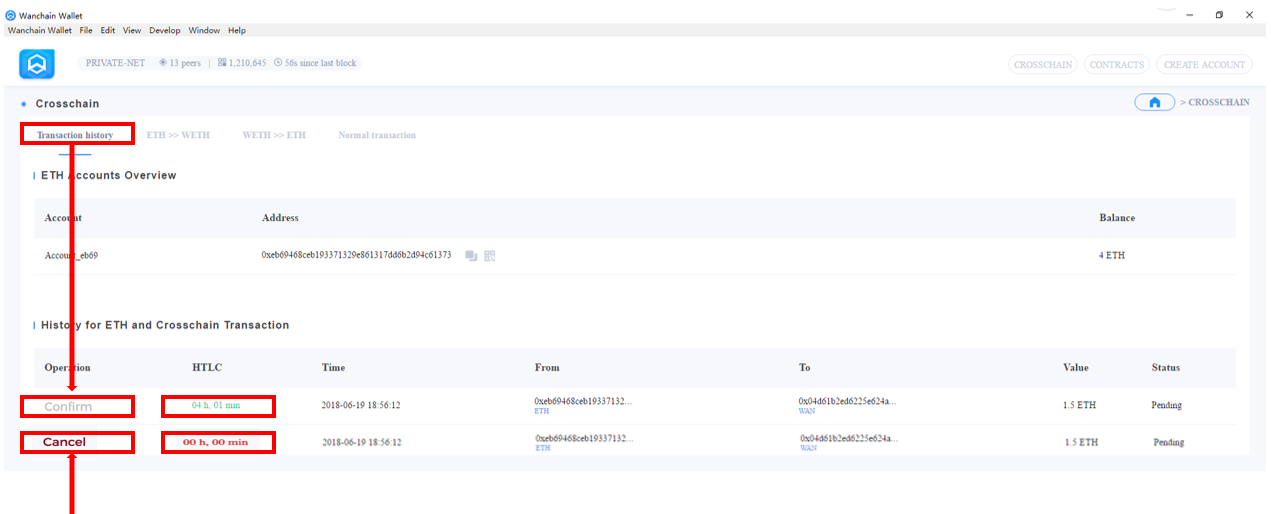 Wanchain Wallet
Wanchain Wallet File Edit View Develop Window Help
PRIVATE-NET 13 peers | 1,210,645 56s since last block CROSSCHAIN CONTRACTS CREATE ACCOUNT
Crosschain > CROSSCHAIN
Transaction history ETH >> WETH WETH >> ETH Normal transaction
ETH Accounts Overview
Account Address Balance
Account_eb69 0xeb69468ceb193371329e861317dd6b2d94c61373 4 ETH
History for ETH and Crosschain Transaction
Operation HTLC Time From To Value Status
Confirm 04 h, 01 min 2018-06-19 18:56:12 0xeb69468ceb19337132... 0x04d61b2ed6225e624a... 1.5 ETH Pending
ETH WAN
Cancel 00 h, 00 min 2018-06-19 18:56:12 0xeb69468ceb19337132... 0x04d61b2ed6225e624a... 1.5 ETH Pending
ETH WAN